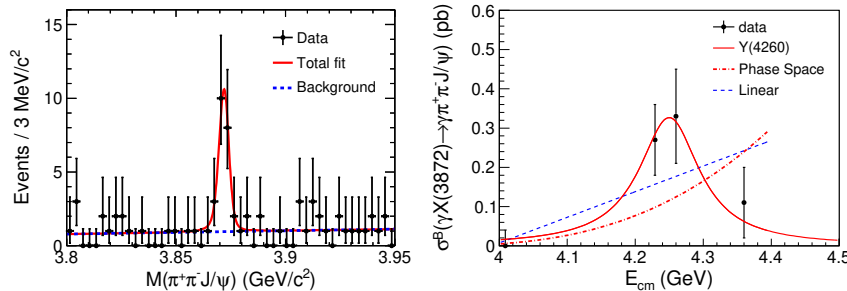 Events / 3 MeV/c²
15
10
5
0
3.8
3.85
3.9
3.95
M(π⁺π⁻J/ψ) (GeV/c²)
Data
Total fit
Background
σᴮ(γX(3872)→γπ⁺π⁻J/ψ) (pb)
0.6
0.5
0.4
0.3
0.2
0.1
0
4
4.1
4.2
4.3
4.4
4.5
E_cm (GeV)
data
Y(4260)
Phase Space
Linear